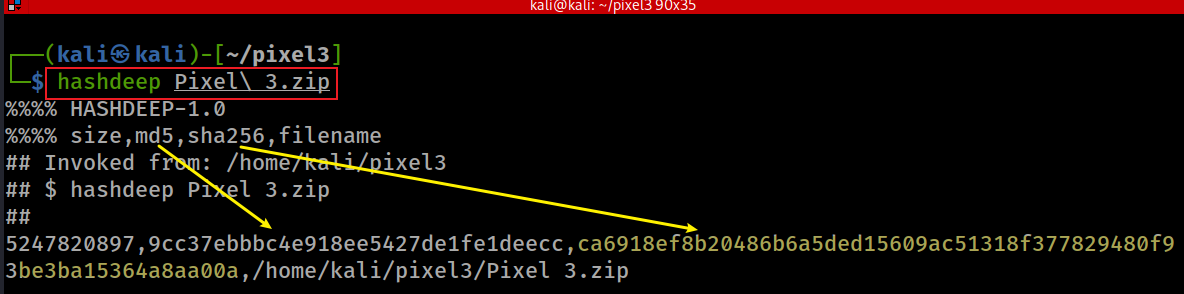 kali@kali: ~/pixel3 90x35
(kali㉿kali)-[~/pixel3]
$ hashdeep Pixel\ 3.zip
%%%% HASHDEEP-1.0
%%%% size,md5,sha256,filename
## Invoked from: /home/kali/pixel3
## $ hashdeep Pixel 3.zip
##
5247820897,9cc37ebbbc4e918ee5427de1fe1deecc,ca6918ef8b20486b6a5ded15609ac51318f377829480f9
3be3ba15364a8aa00a,/home/kali/pixel3/Pixel 3.zip